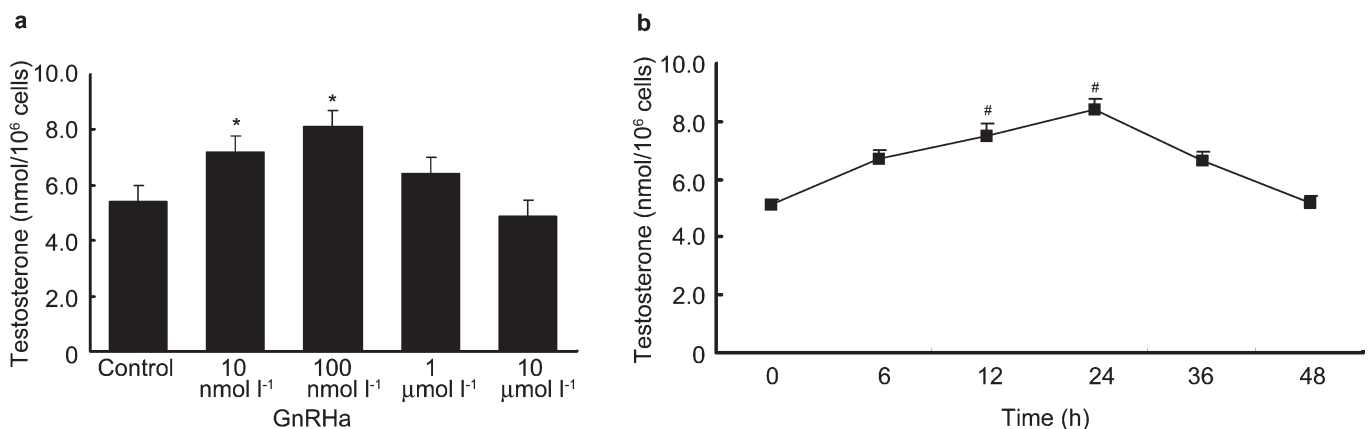 a
Testosterone (nmol/10⁶ cells)
10.0
8.0
6.0
4.0
2.0
0
*
*
Control
10 nmol l⁻¹
100 nmol l⁻¹
1 μmol l⁻¹
10 μmol l⁻¹
GnRHa
b
Testosterone (nmol/10⁶ cells)
10.0
8.0
6.0
4.0
2.0
0
#
#
0 6 12 24 36 48
Time (h)